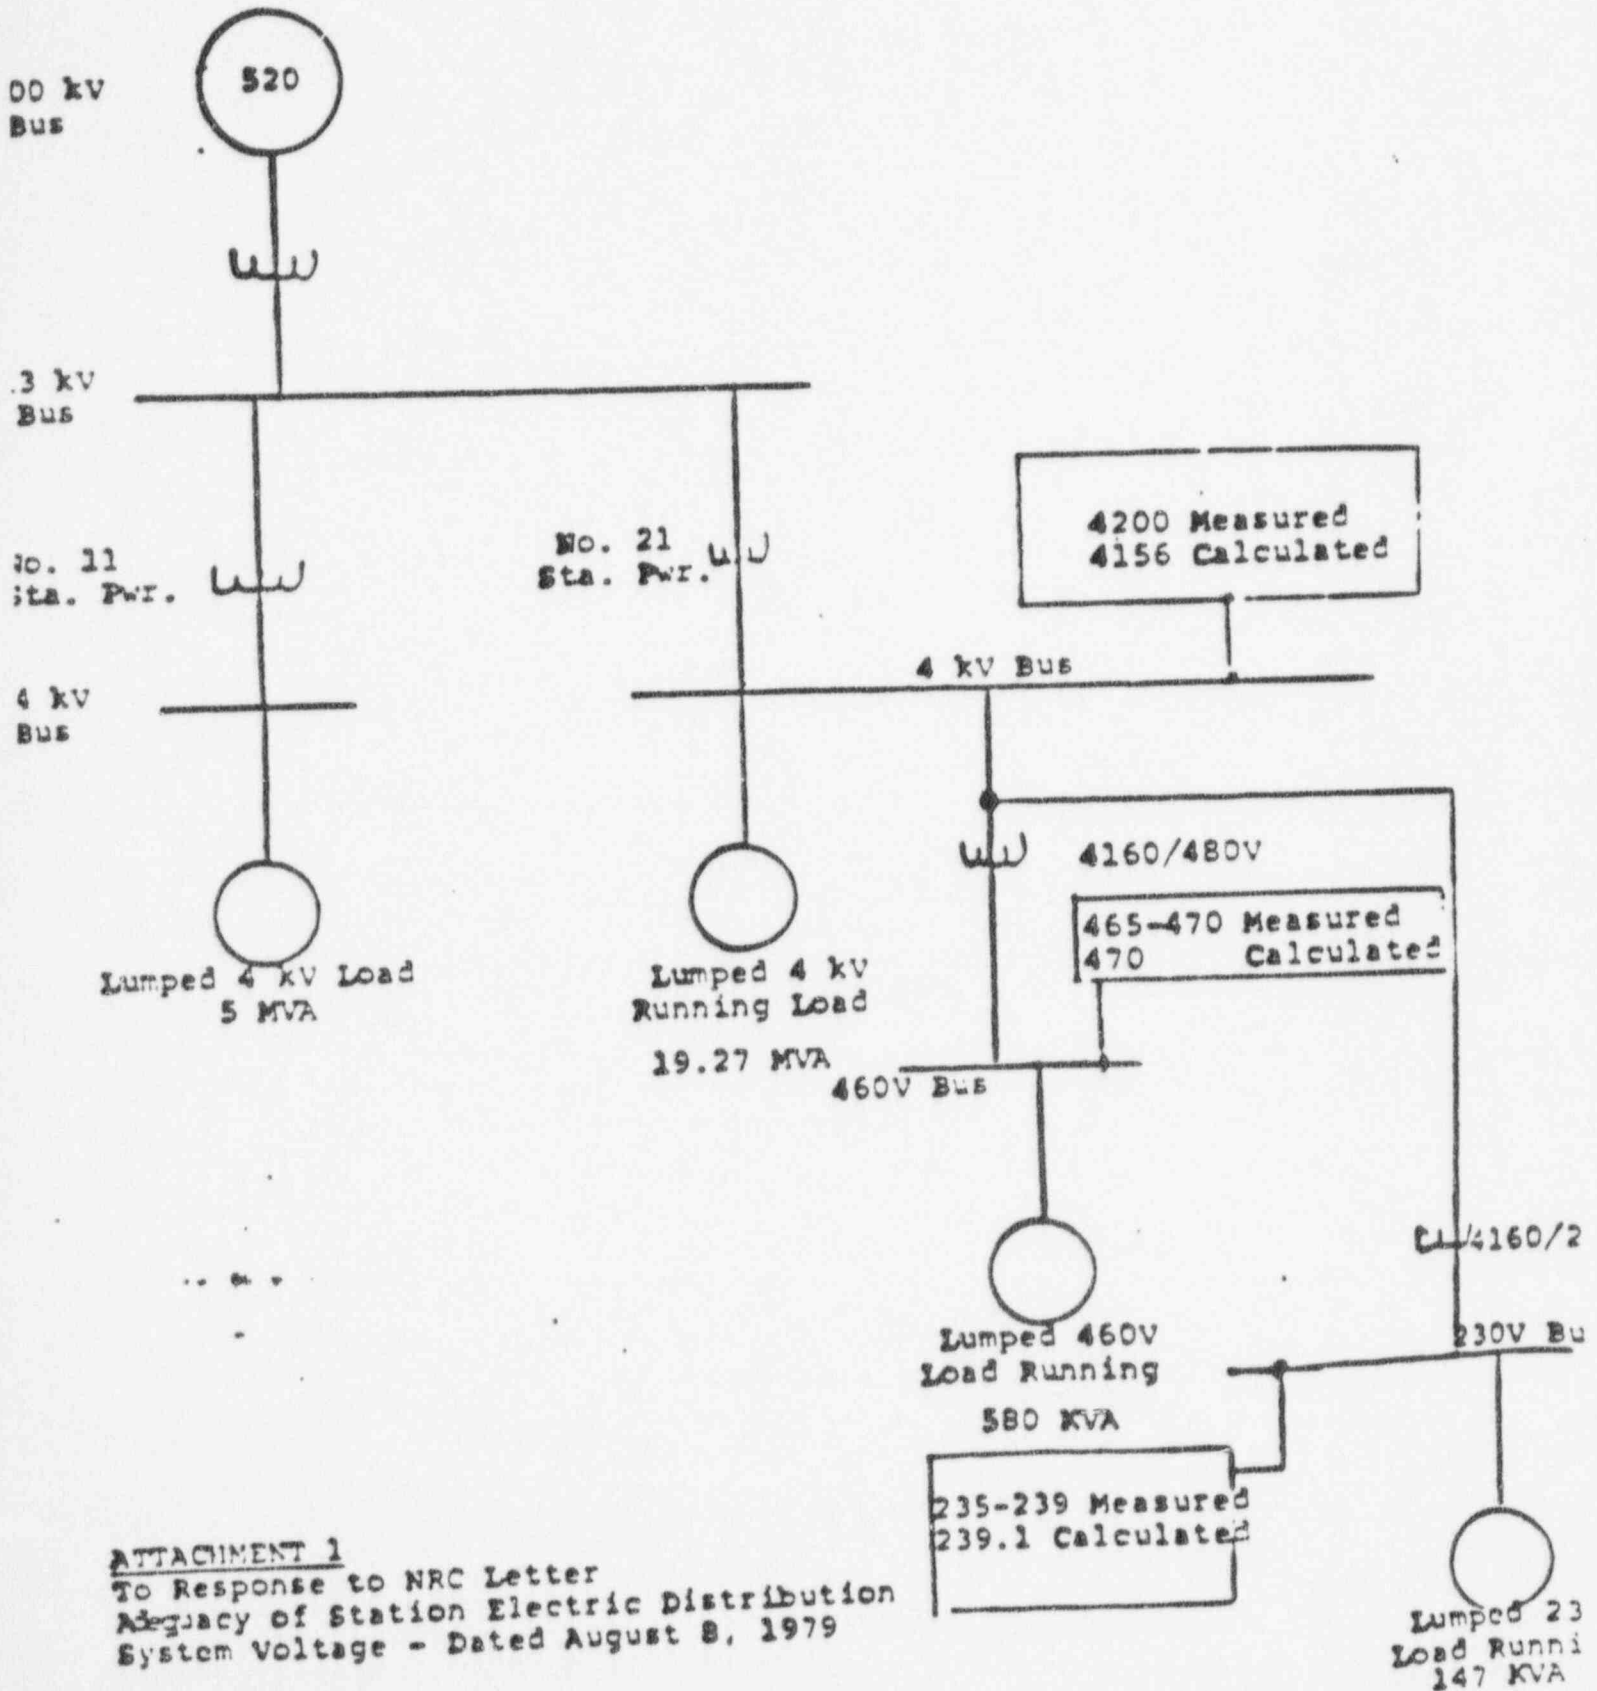 00 kV
Bus
520
.3 kV
Bus
No. 11
Sta. Pwr.
No. 21
Sta. Pwr.
4200 Measured
4156 Calculated
4 kV Bus
4 kV
Bus
4160/480V
465-470 Measured
470 Calculated
Lumped 4 kV Load
5 MVA
Lumped 4 kV
Running Load
19.27 MVA
460V Bus
4160/2
Lumped 460V
Load Running
580 KVA
230V Bu
235-239 Measured
239.1 Calculated
Lumped 23
Load Runni
147 KVA
ATTACHMENT 1
To Response to NRC Letter
Adequacy of Station Electric Distribution
System Voltage - Dated August 8, 1979